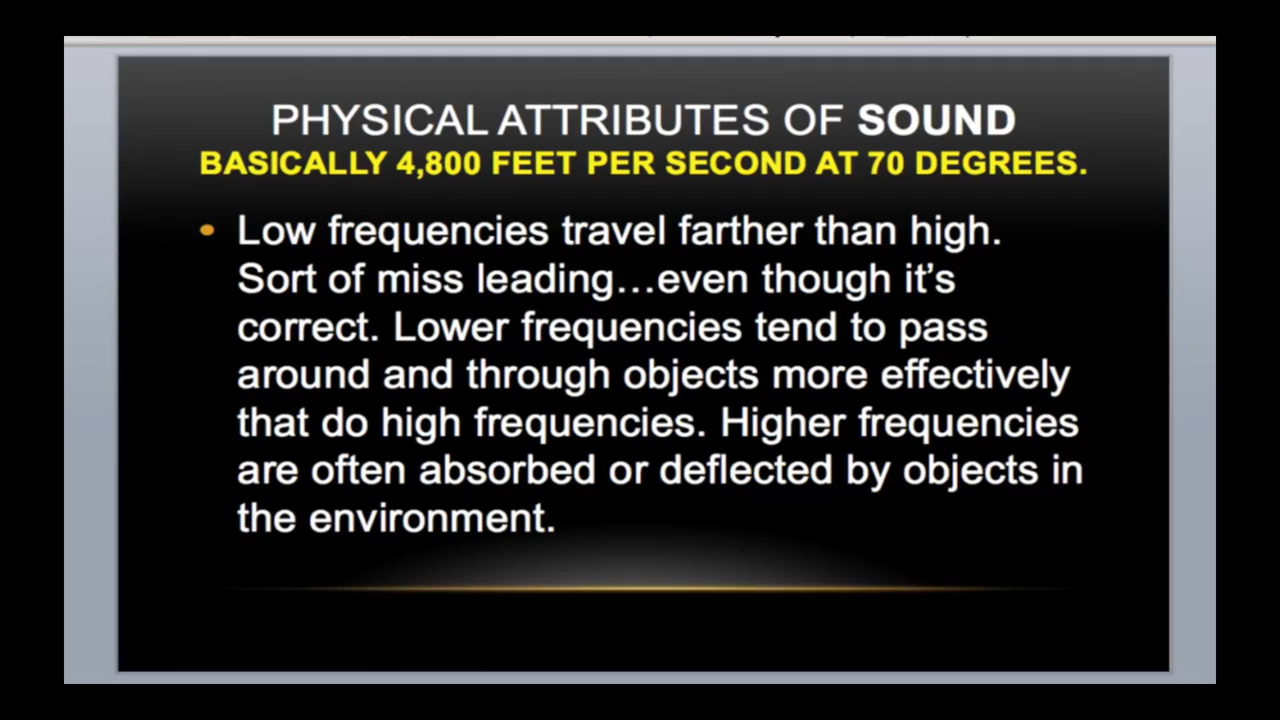 PHYSICAL ATTRIBUTES OF SOUND
BASICALLY 4,800 FEET PER SECOND AT 70 DEGREES.
• Low frequencies travel farther than high.
Sort of miss leading…even though it’s
correct. Lower frequencies tend to pass
around and through objects more effectively
that do high frequencies. Higher frequencies
are often absorbed or deflected by objects in
the environment.